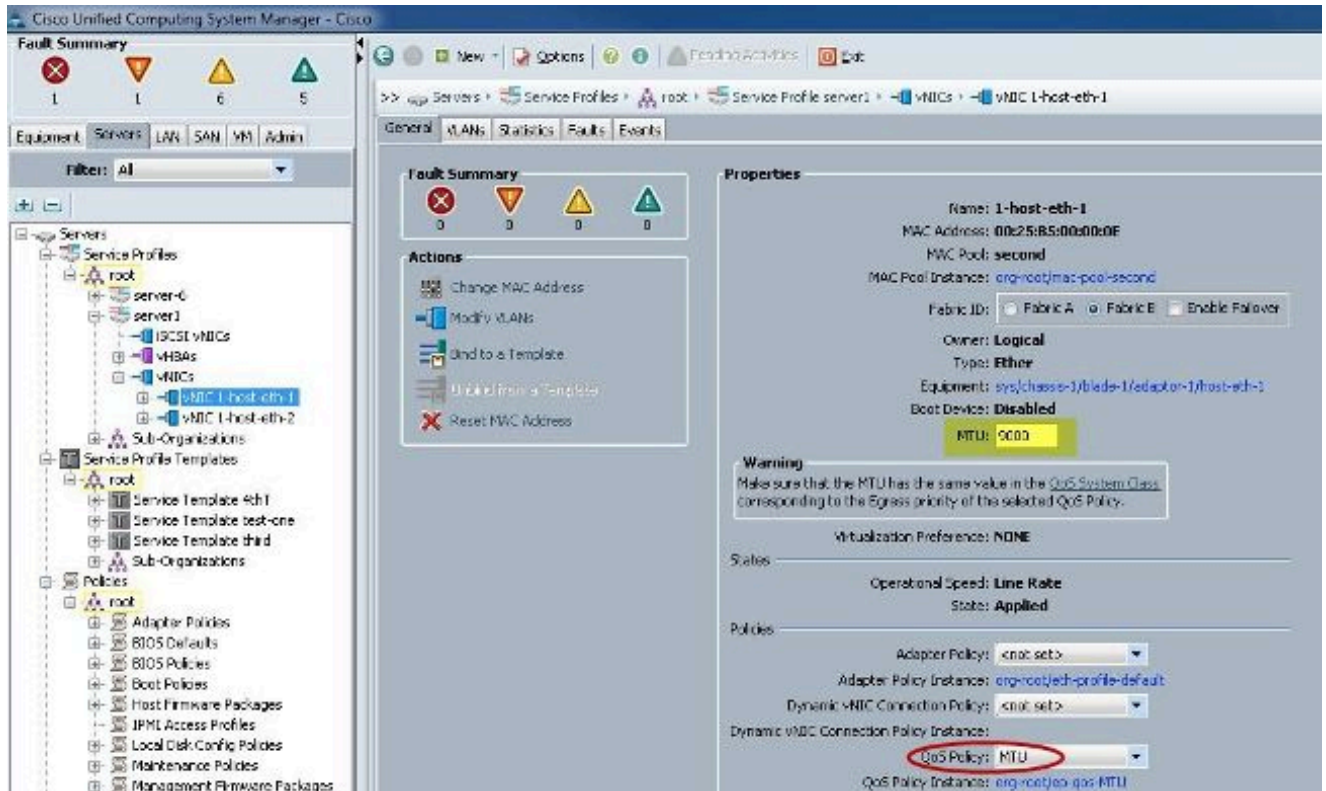 Cisco Unified Computing System Manager - Cisco
Fault Summary
1 1 6 5
Equipment Servers LAN SAN VM Admin
Filter: All
Servers
Service Profiles
root
server-6
server1
iSCSI vNICs
vHBAs
vNICs
vNIC 1-host-eth-1
vNIC 1-host-eth-2
Sub-Organizations
Service Profile Templates
root
Service Template 4thT
Service Template test-one
Service Template third
Sub-Organizations
Policies
root
Adapter Policies
BIOS Defaults
BIOS Policies
Boot Policies
Host Firmware Packages
IPMI Access Profiles
Local Disk Config Policies
Maintenance Policies
Management Firmware Packages
New Options Pending Activities Exit
>> Servers Service Profiles root Service Profile server1 vNICs vNIC 1-host-eth-1
General VLANs Statistics Faults Events
Fault Summary
0 0 0 0
Actions
Change MAC Address
Modify VLANs
Bind to a Template
Unbind from a Template
Reset MAC Address
Properties
Name: 1-host-eth-1
MAC Address: 00:25:B5:00:00:0E
MAC Pool: second
MAC Pool Instance: org-root/mac-pool-second
Fabric ID: Fabric A Fabric B Enable Failover
Owner: Logical
Type: Ether
Equipment: sys/chassis-1/blade-1/adaptor-1/host-eth-1
Boot Device: Disabled
MTU: 9000
Warning
Make sure that the MTU has the same value in the QoS System Class
corresponding to the Egress priority of the selected QoS Policy.
Virtualization Preference: NONE
States
Operational Speed: Line Rate
State: Applied
Policies
Adapter Policy: <not set>
Adapter Policy Instance: org-root/eth-profile-default
Dynamic vNIC Connection Policy: <not set>
Dynamic vNIC Connection Policy Instance:
QoS Policy: MTU
QoS Policy Instance: org-root/ep-qos-MTU